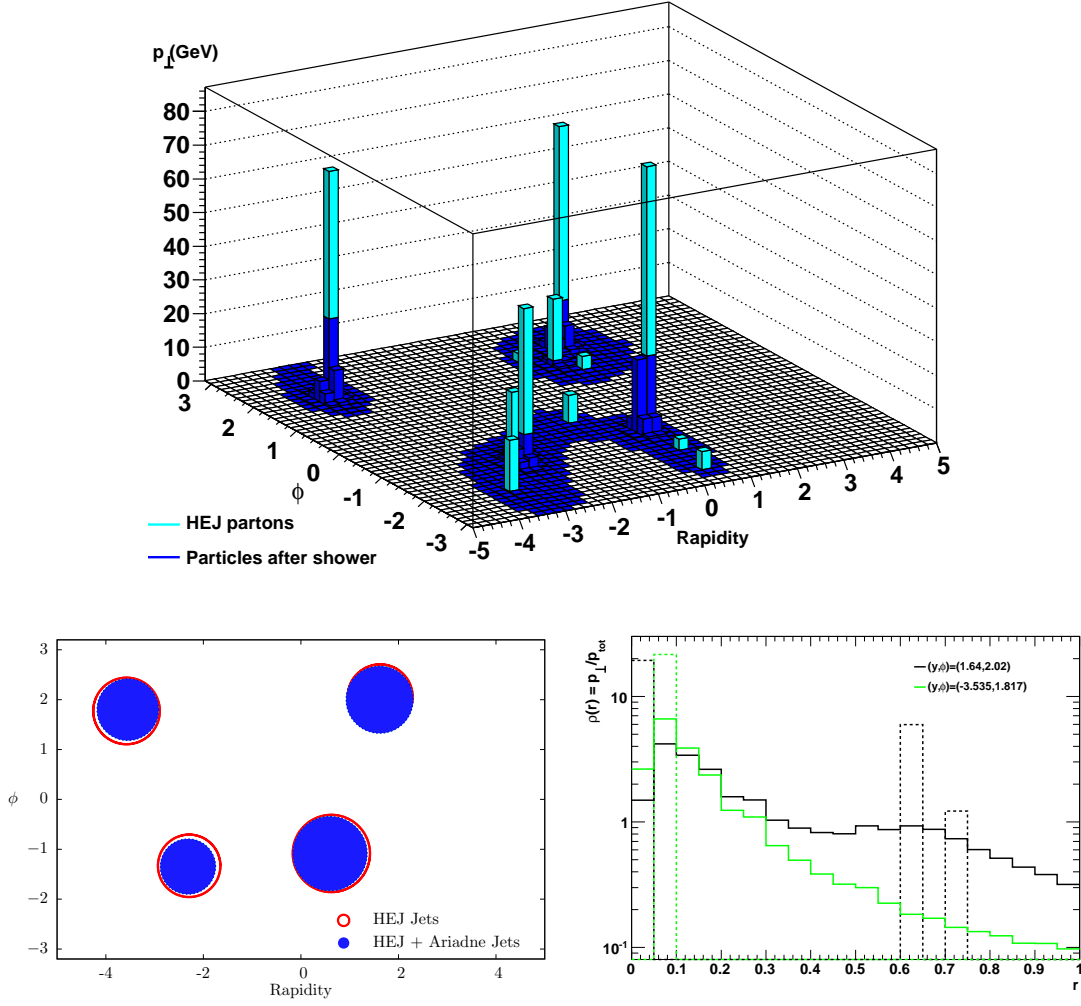 p⊥(GeV)
80
70
60
50
40
30
20
10
0
3
2
1
0
-1
-2
-3
ϕ
-5
-4
-3
-2
-1
0
1
2
3
4
5
Rapidity
HEJ partons
Particles after shower
3
2
1
0
−1
−2
−3
ϕ
-4 -2 0 2 4
Rapidity
HEJ Jets
HEJ + Ariadne Jets
ρ(r) = p⊥/p_tot
10
1
10⁻¹
(y,ϕ)=(1.64,2.02)
(y,ϕ)=(-3.535,1.817)
0 0.1 0.2 0.3 0.4 0.5 0.6 0.7 0.8 0.9 1
r